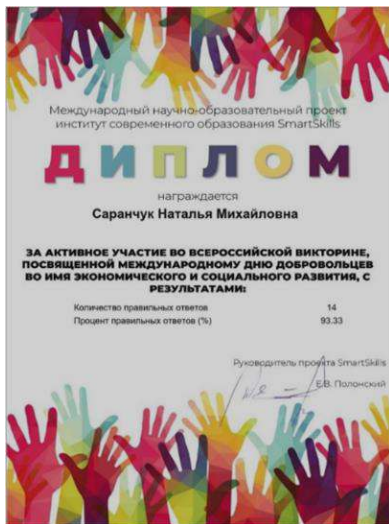 Международный научно-образовательный проект
институт современного образования SmartSkills
ДИПЛОМ
награждается
Саранчук Наталья Михайловна
ЗА АКТИВНОЕ УЧАСТИЕ ВО ВСЕРОССИЙСКОЙ ВИКТОРИНЕ,
ПОСВЯЩЕННОЙ МЕЖДУНАРОДНОМУ ДНЮ ДОБРОВОЛЬЦЕВ
ВО ИМЯ ЭКОНОМИЧЕСКОГО И СОЦИАЛЬНОГО РАЗВИТИЯ, С
РЕЗУЛЬТАТАМИ:
Количество правильных ответов 14
Процент правильных ответов (%) 93.33
Руководитель проекта SmartSkills
Е.В. Полонский